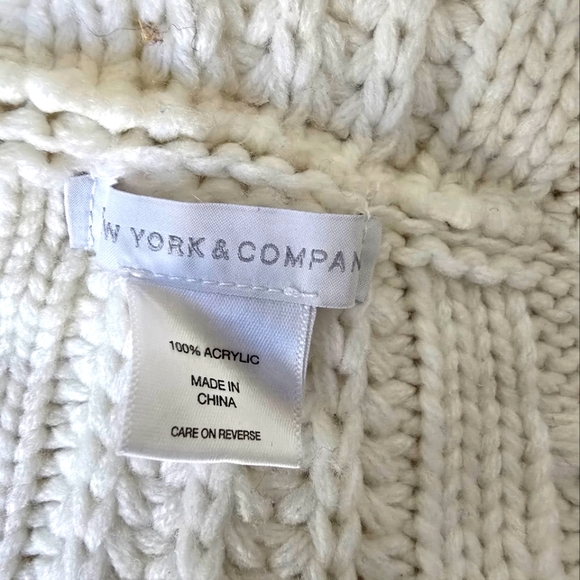 W YORK & COMPAN
100% ACRYLIC
MADE IN
CHINA
CARE ON REVERSE